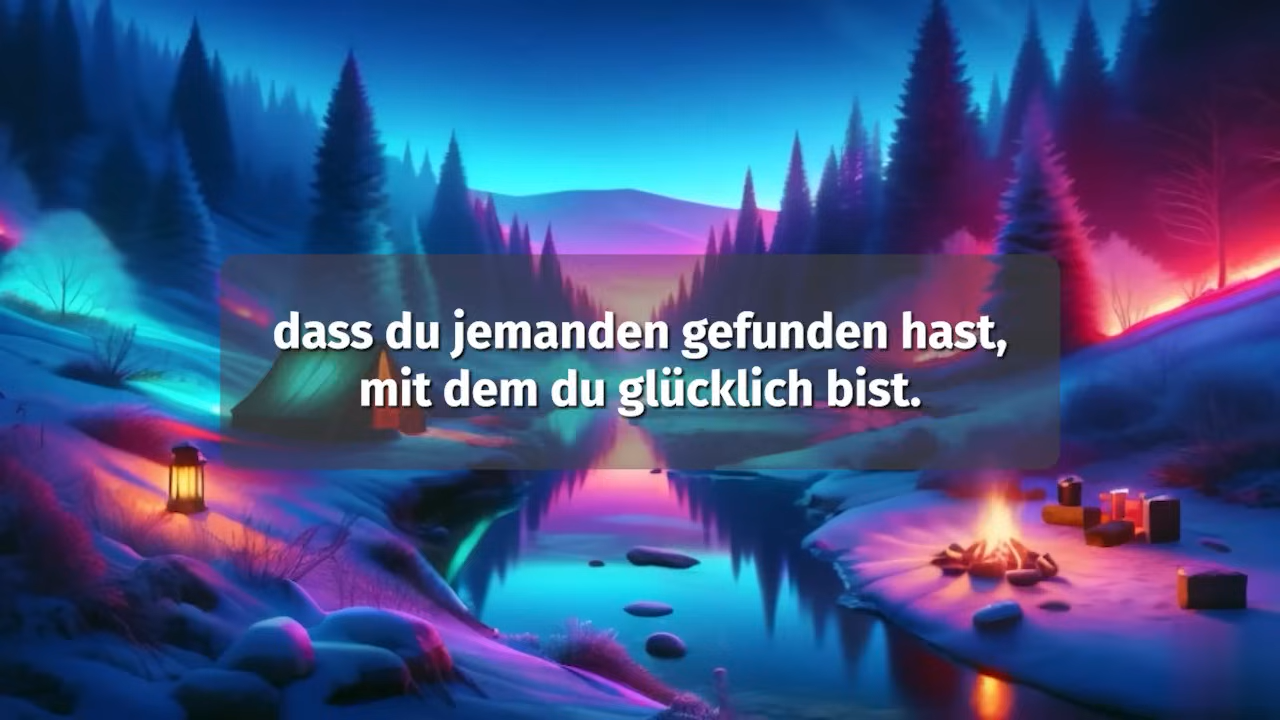 dass du jemanden gefunden hast,
mit dem du glücklich bist.